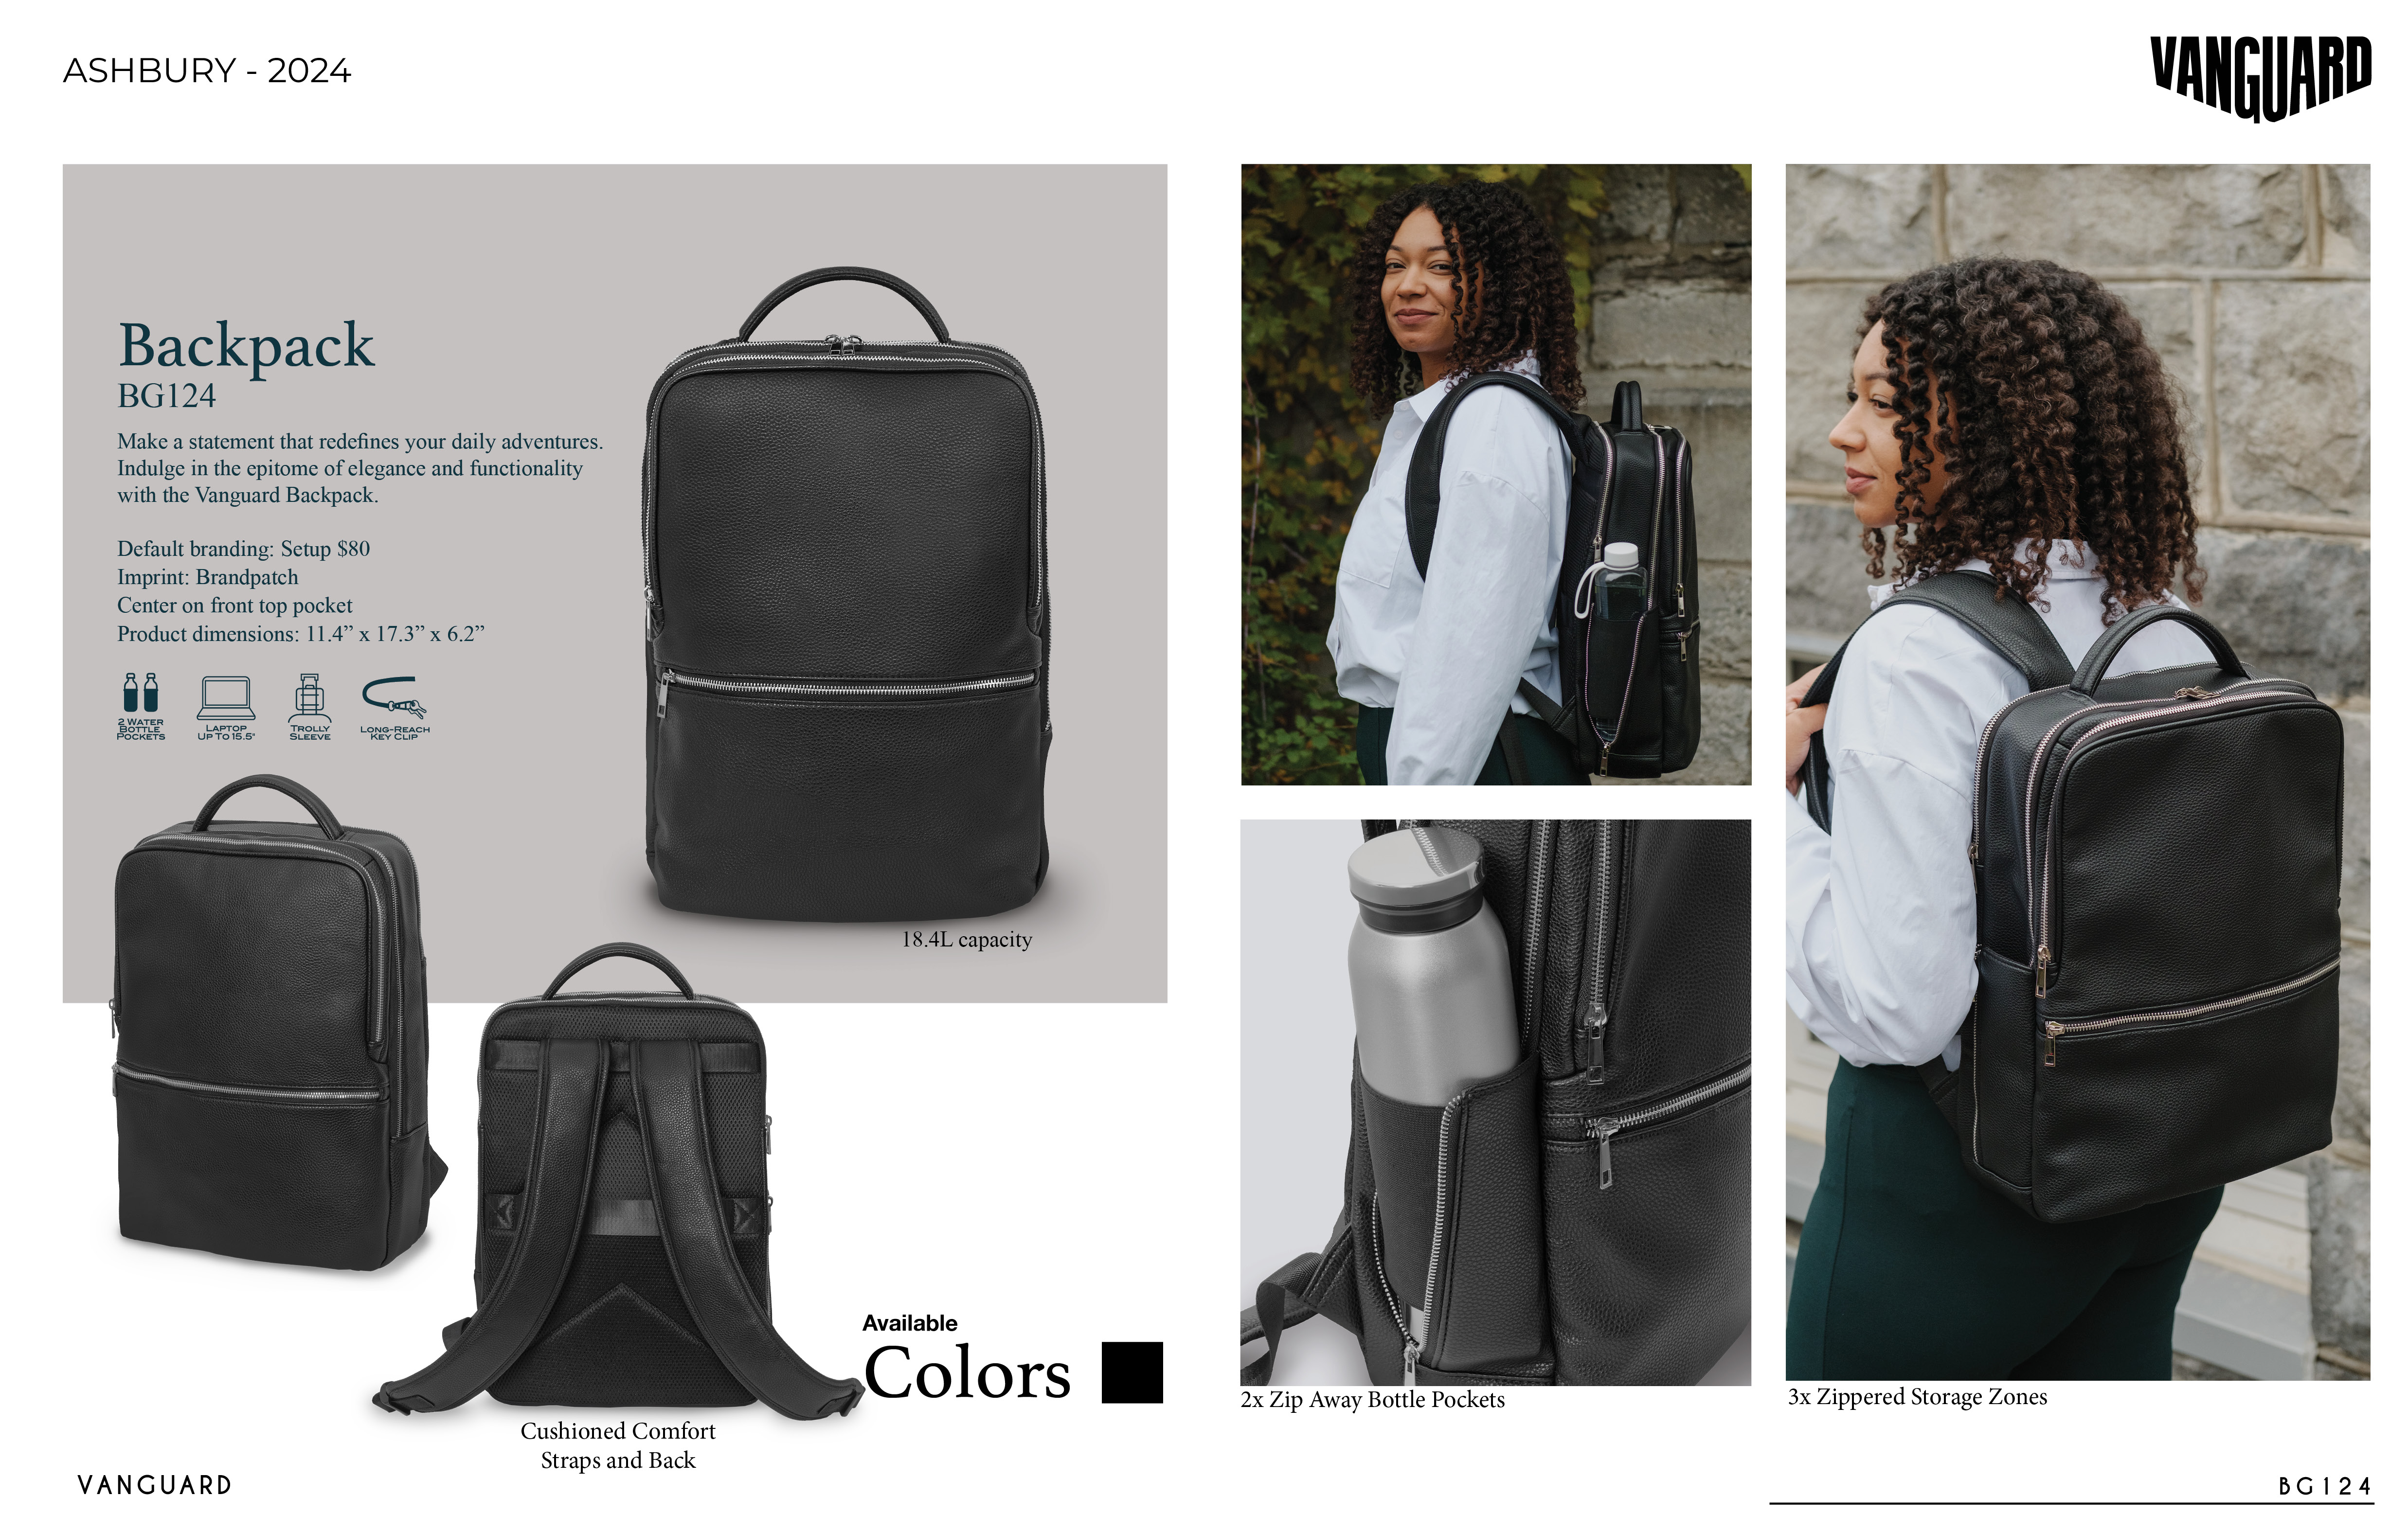 ASHBURY - 2024
VANGUARD
Backpack
BG124
Make a statement that redefines your daily adventures.
Indulge in the epitome of elegance and functionality
with the Vanguard Backpack.
Default branding: Setup $80
Imprint: Brandpatch
Center on front top pocket
Product dimensions: 11.4” x 17.3” x 6.2”
2 WATER
BOTTLE
POCKETS
LAPTOP
UP TO 15.5"
TROLLY
SLEEVE
LONG-REACH
KEY CLIP
18.4L capacity
Cushioned Comfort
Straps and Back
Available
Colors
2x Zip Away Bottle Pockets
3x Zippered Storage Zones
VANGUARD
BG124